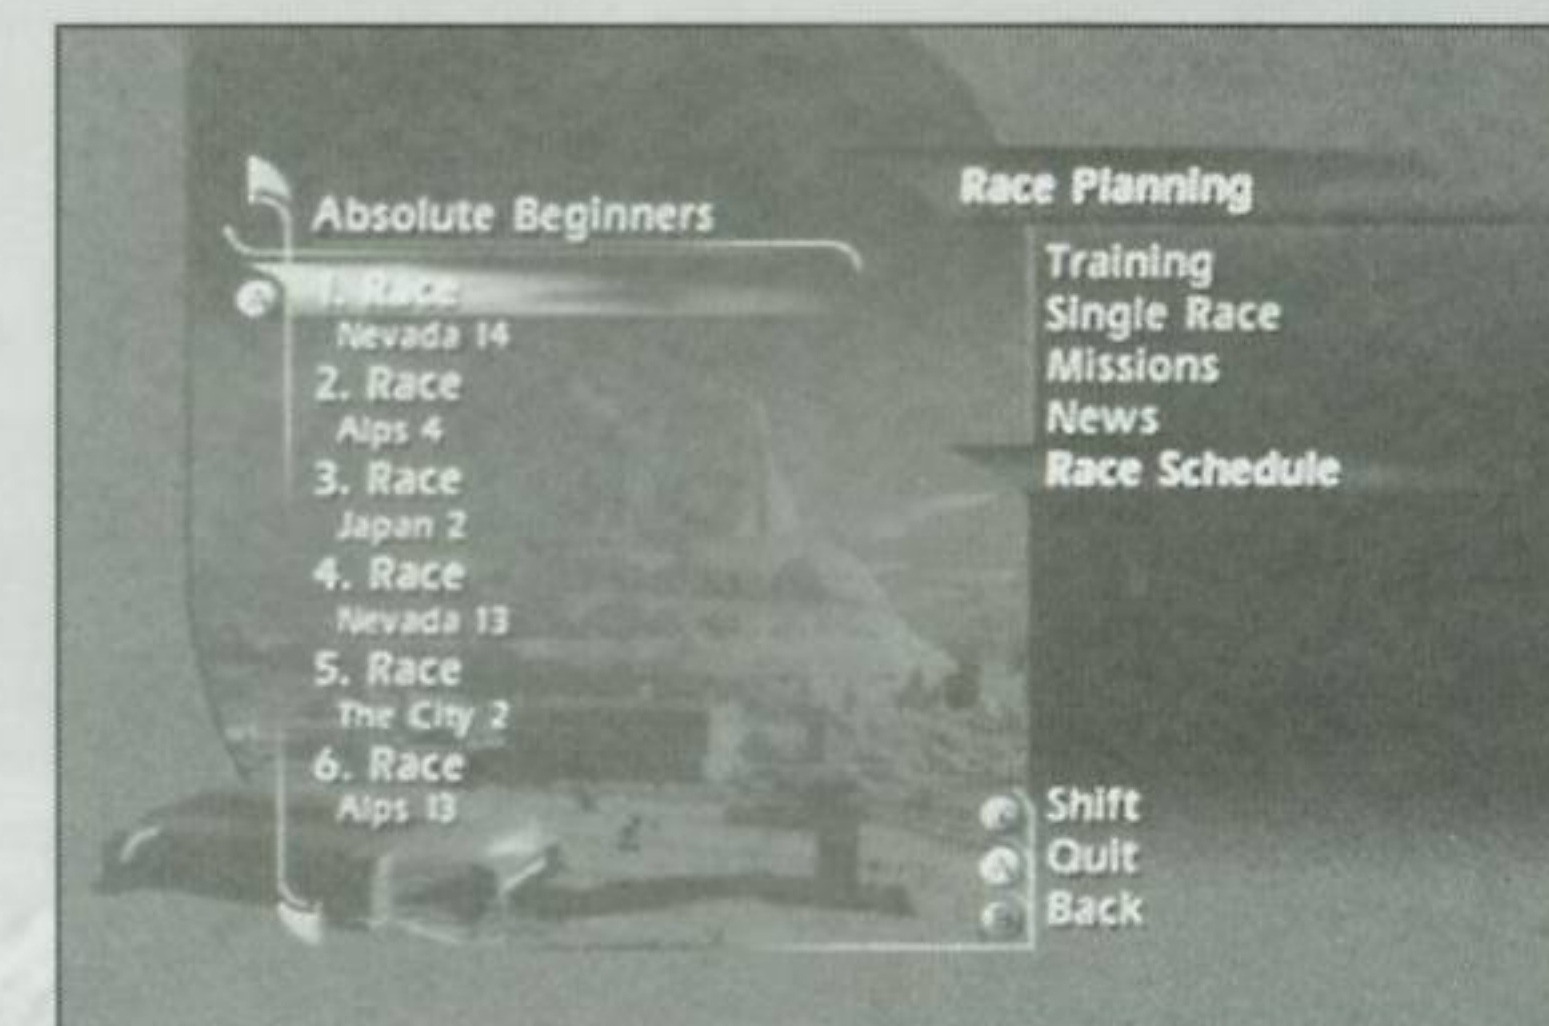 Absolute Beginners
1. Race
Nevada 14
2. Race
Alps 4
3. Race
Japan 2
4. Race
Nevada 13
5. Race
The City 2
6. Race
Alps 13
Race Planning
Training
Single Race
Missions
News
Race Schedule
Shift
Quit
Back